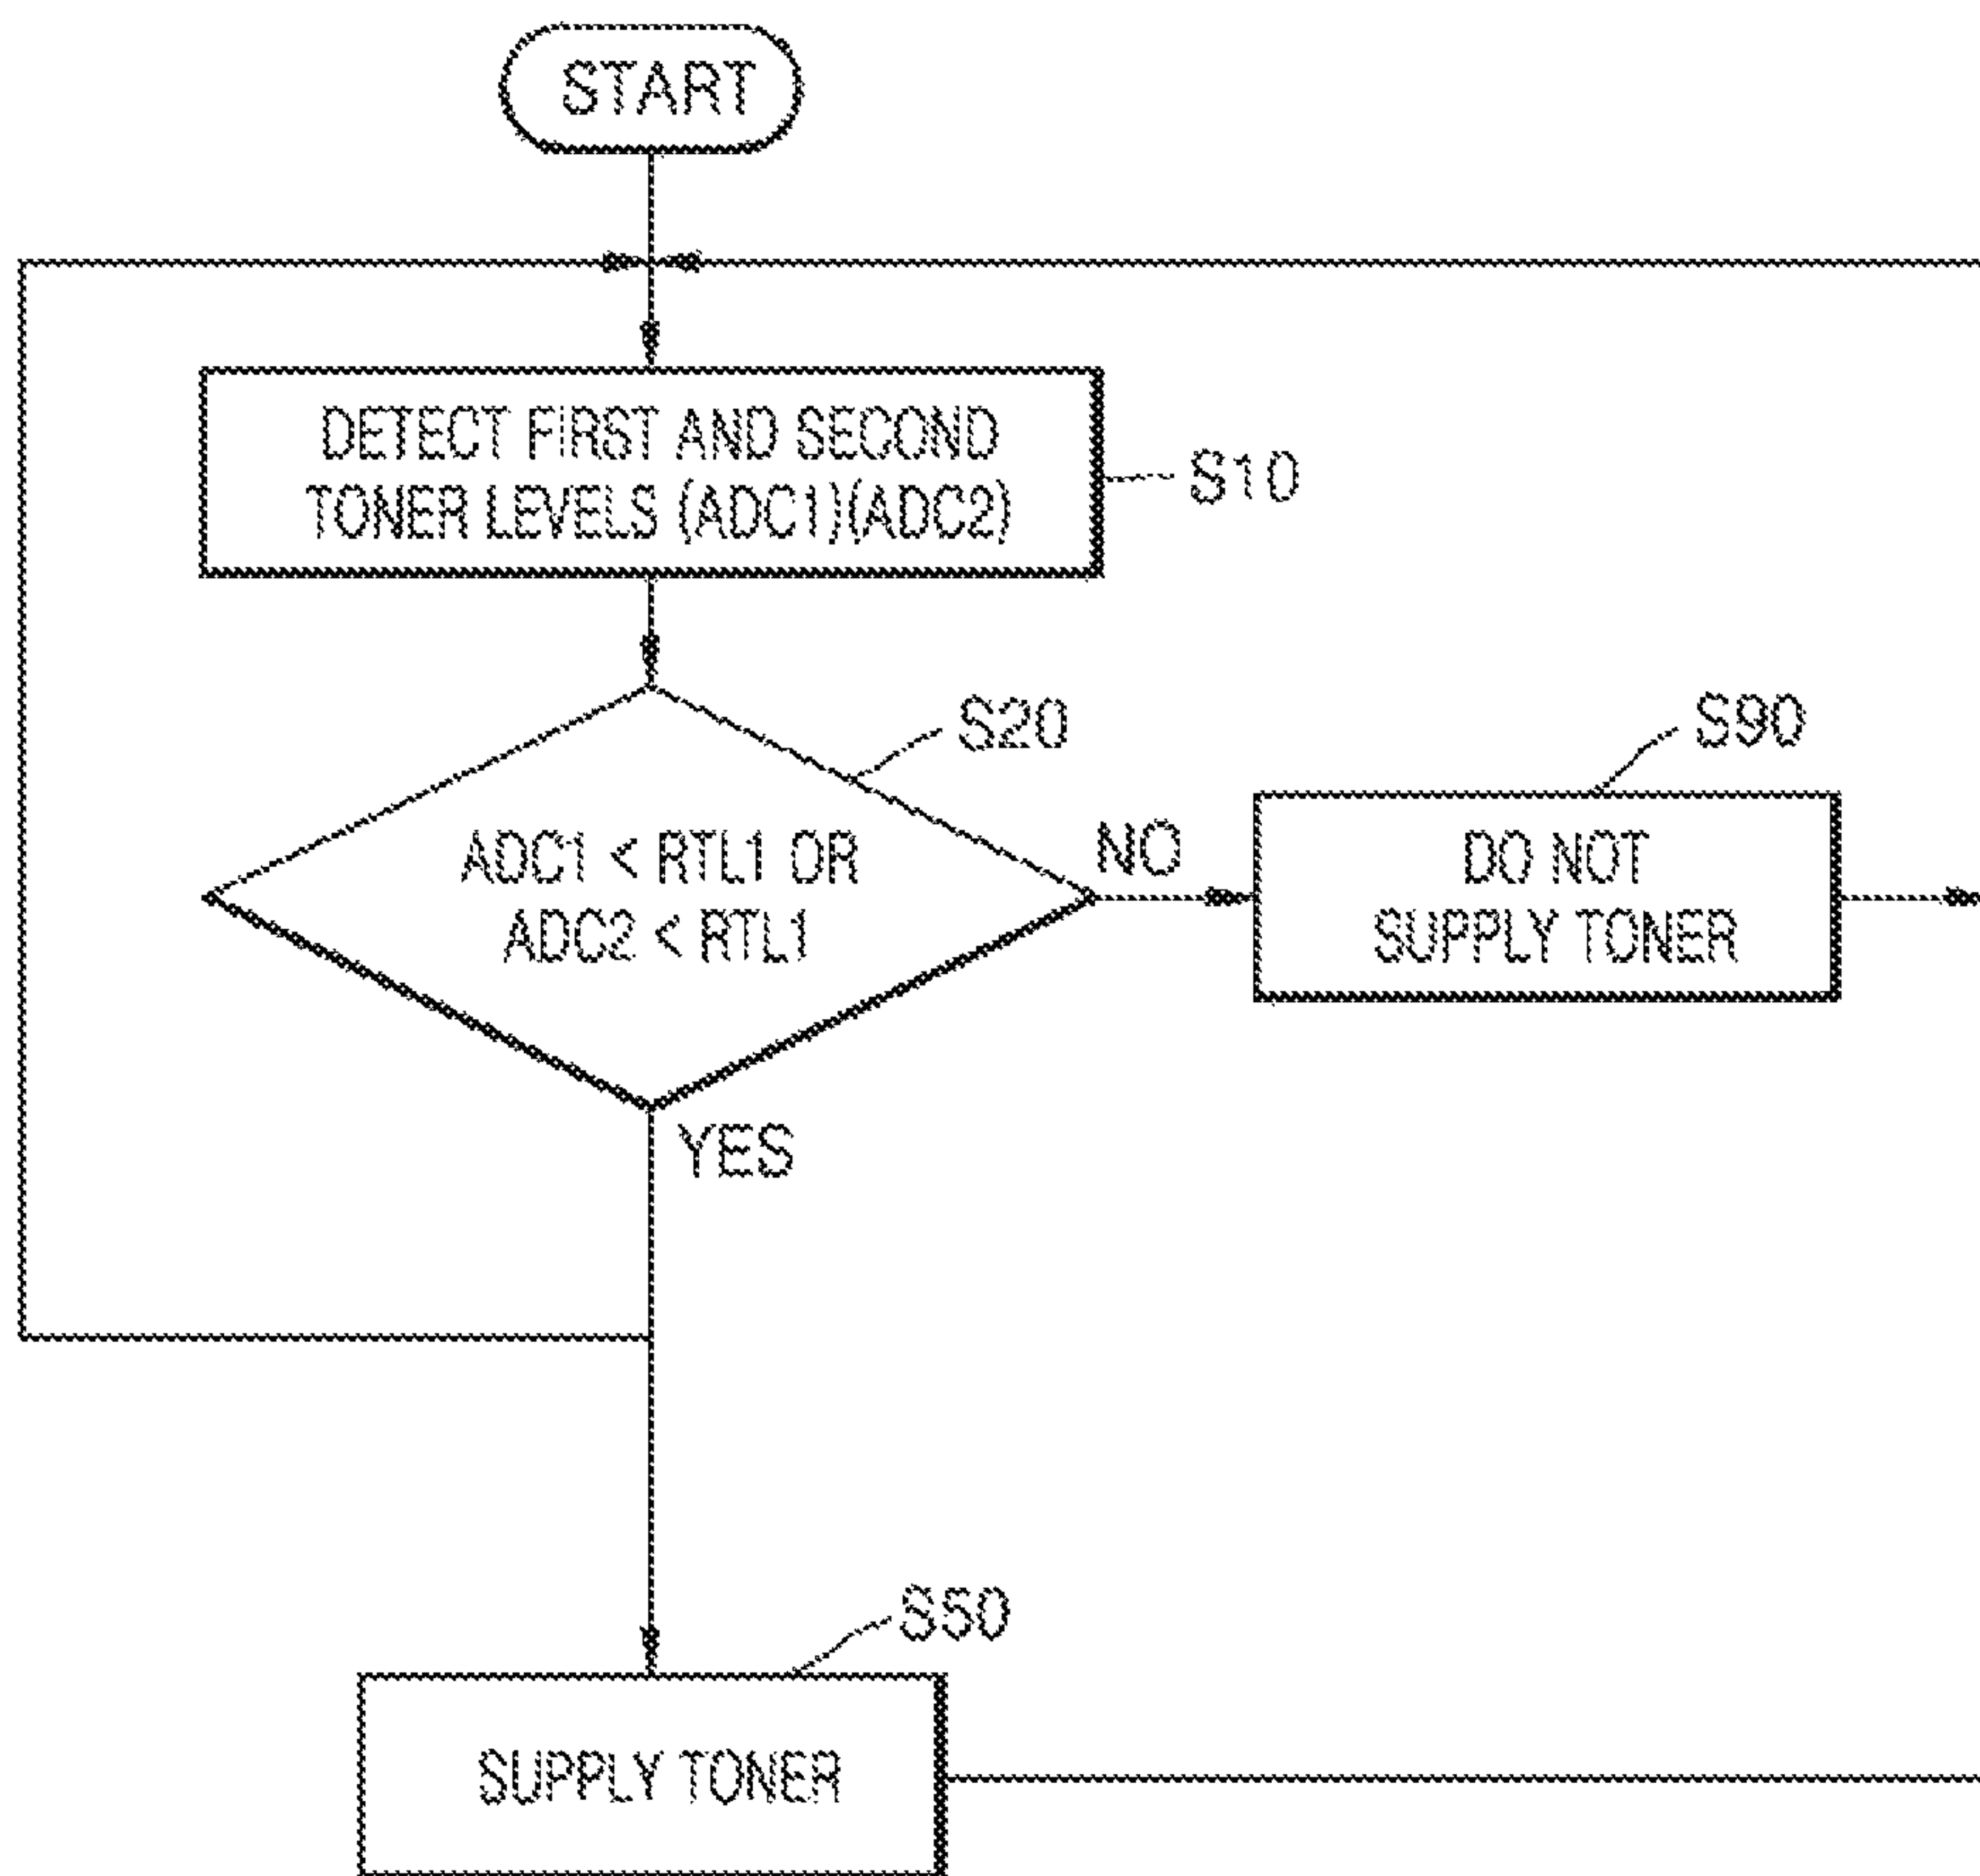 START
DETECT FIRST AND SECOND
TONER LEVELS (ADC1)(ADC2)
S10
S20
ADC1 < RTL1 OR
ADC2 < RTL1
NO
S90
DO NOT
SUPPLY TONER
YES
S50
SUPPLY TONER